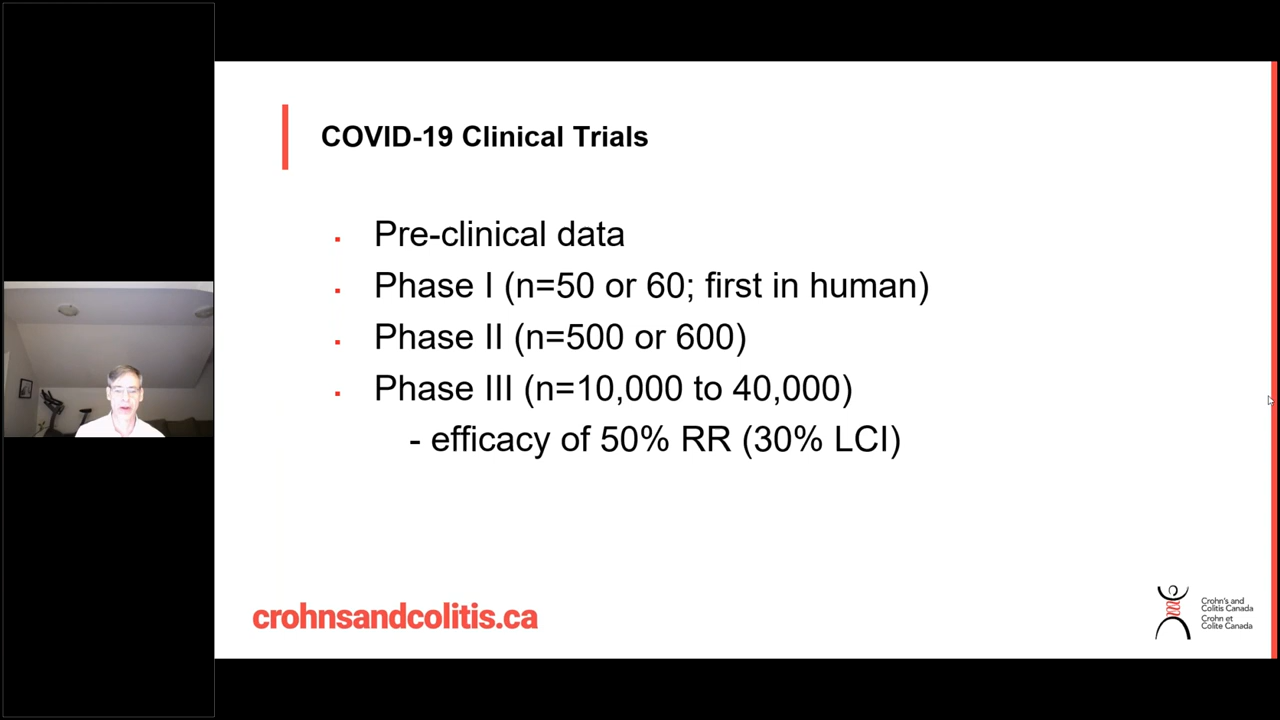 COVID-19 Clinical Trials
▪ Pre-clinical data
▪ Phase I (n=50 or 60; first in human)
▪ Phase II (n=500 or 600)
▪ Phase III (n=10,000 to 40,000)
- efficacy of 50% RR (30% LCI)
crohnsandcolitis.ca
Crohn's and
Colitis Canada
Crohn et
Colite Canada